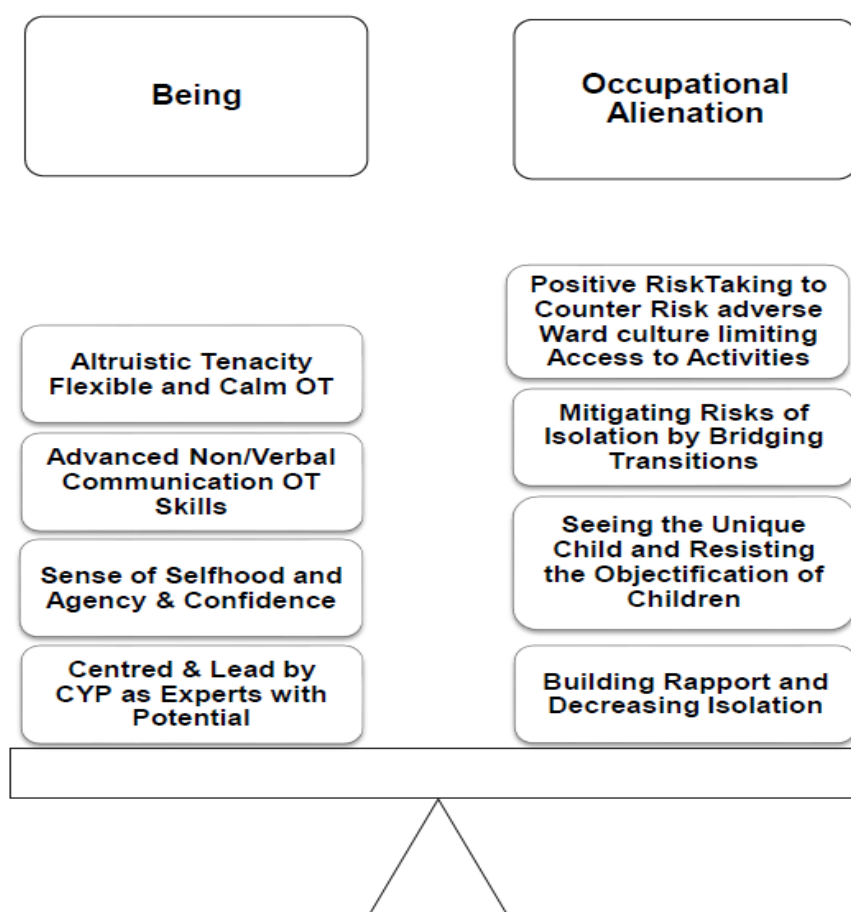 Being
Occupational
Alienation
Altruistic Tenacity
Flexible and Calm OT
Advanced Non/Verbal
Communication OT
Skills
Sense of Selfhood and
Agency & Confidence
Centred & Lead by
CYP as Experts with
Potential
Positive RiskTaking to
Counter Risk adverse
Ward culture limiting
Access to Activities
Mitigating Risks of
Isolation by Bridging
Transitions
Seeing the Unique
Child and Resisting
the Objectification of
Children
Building Rapport and
Decreasing Isolation